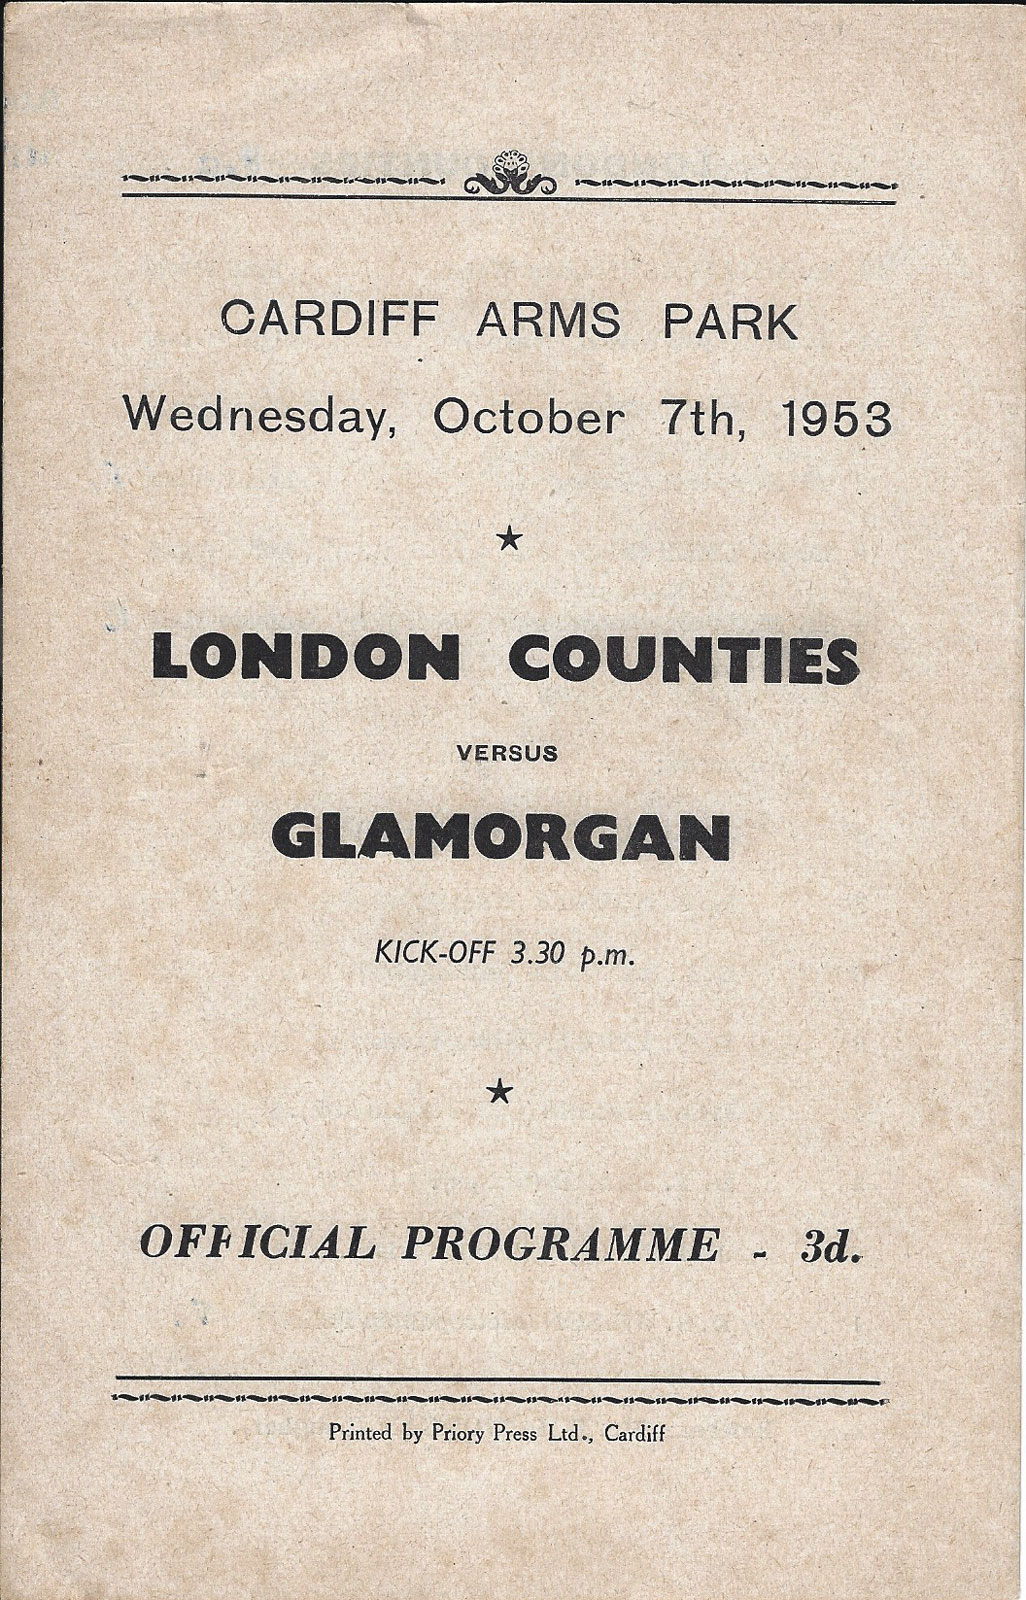 CARDIFF ARMS PARK
Wednesday, October 7th, 1953
LONDON COUNTIES
VERSUS
GLAMORGAN
KICK-OFF 3.30 p.m.
OFFICIAL PROGRAMME - 3d.
Printed by Priory Press Ltd., Cardiff